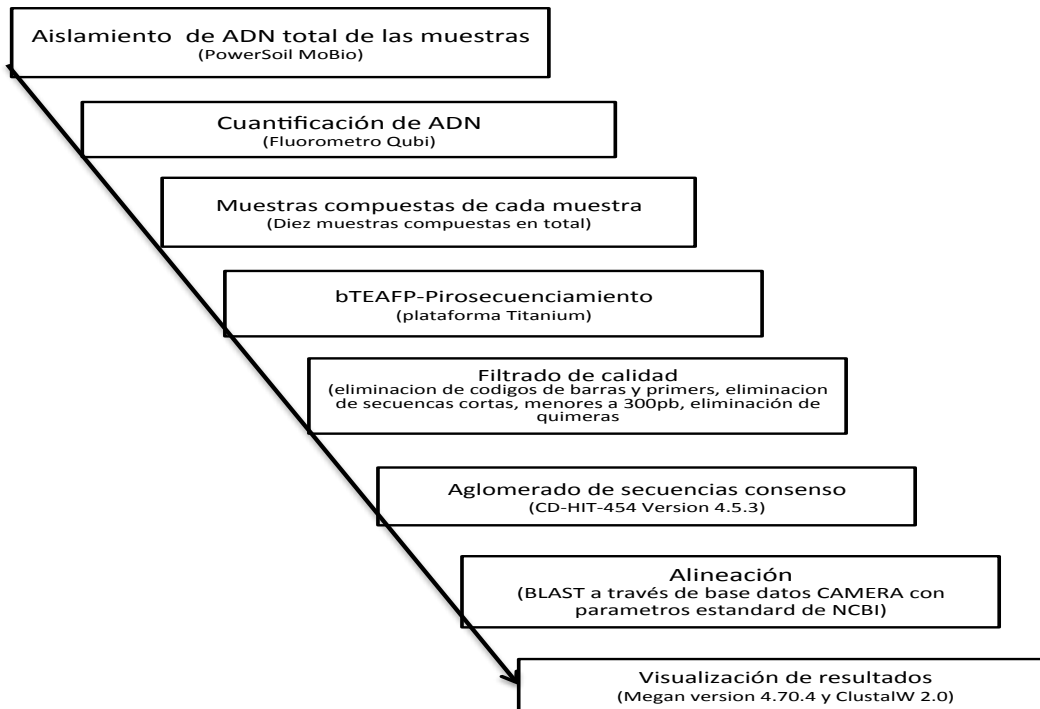 Aislamiento de ADN total de las muestras
(PowerSoil MoBio)
Cuantificación de ADN
(Fluorometro Qubi)
Muestras compuestas de cada muestra
(Diez muestras compuestas en total)
bTEAFP-Pirosecuenciamiento
(plataforma Titanium)
Filtrado de calidad
(eliminacion de codigos de barras y primers, eliminacion
de secuencas cortas, menores a 300pb, eliminación de
quimeras
Aglomerado de secuencias consenso
(CD-HIT-454 Version 4.5.3)
Alineación
(BLAST a través de base datos CAMERA con
parametros estandard de NCBI)
Visualización de resultados
(Megan version 4.70.4 y ClustalW 2.0)